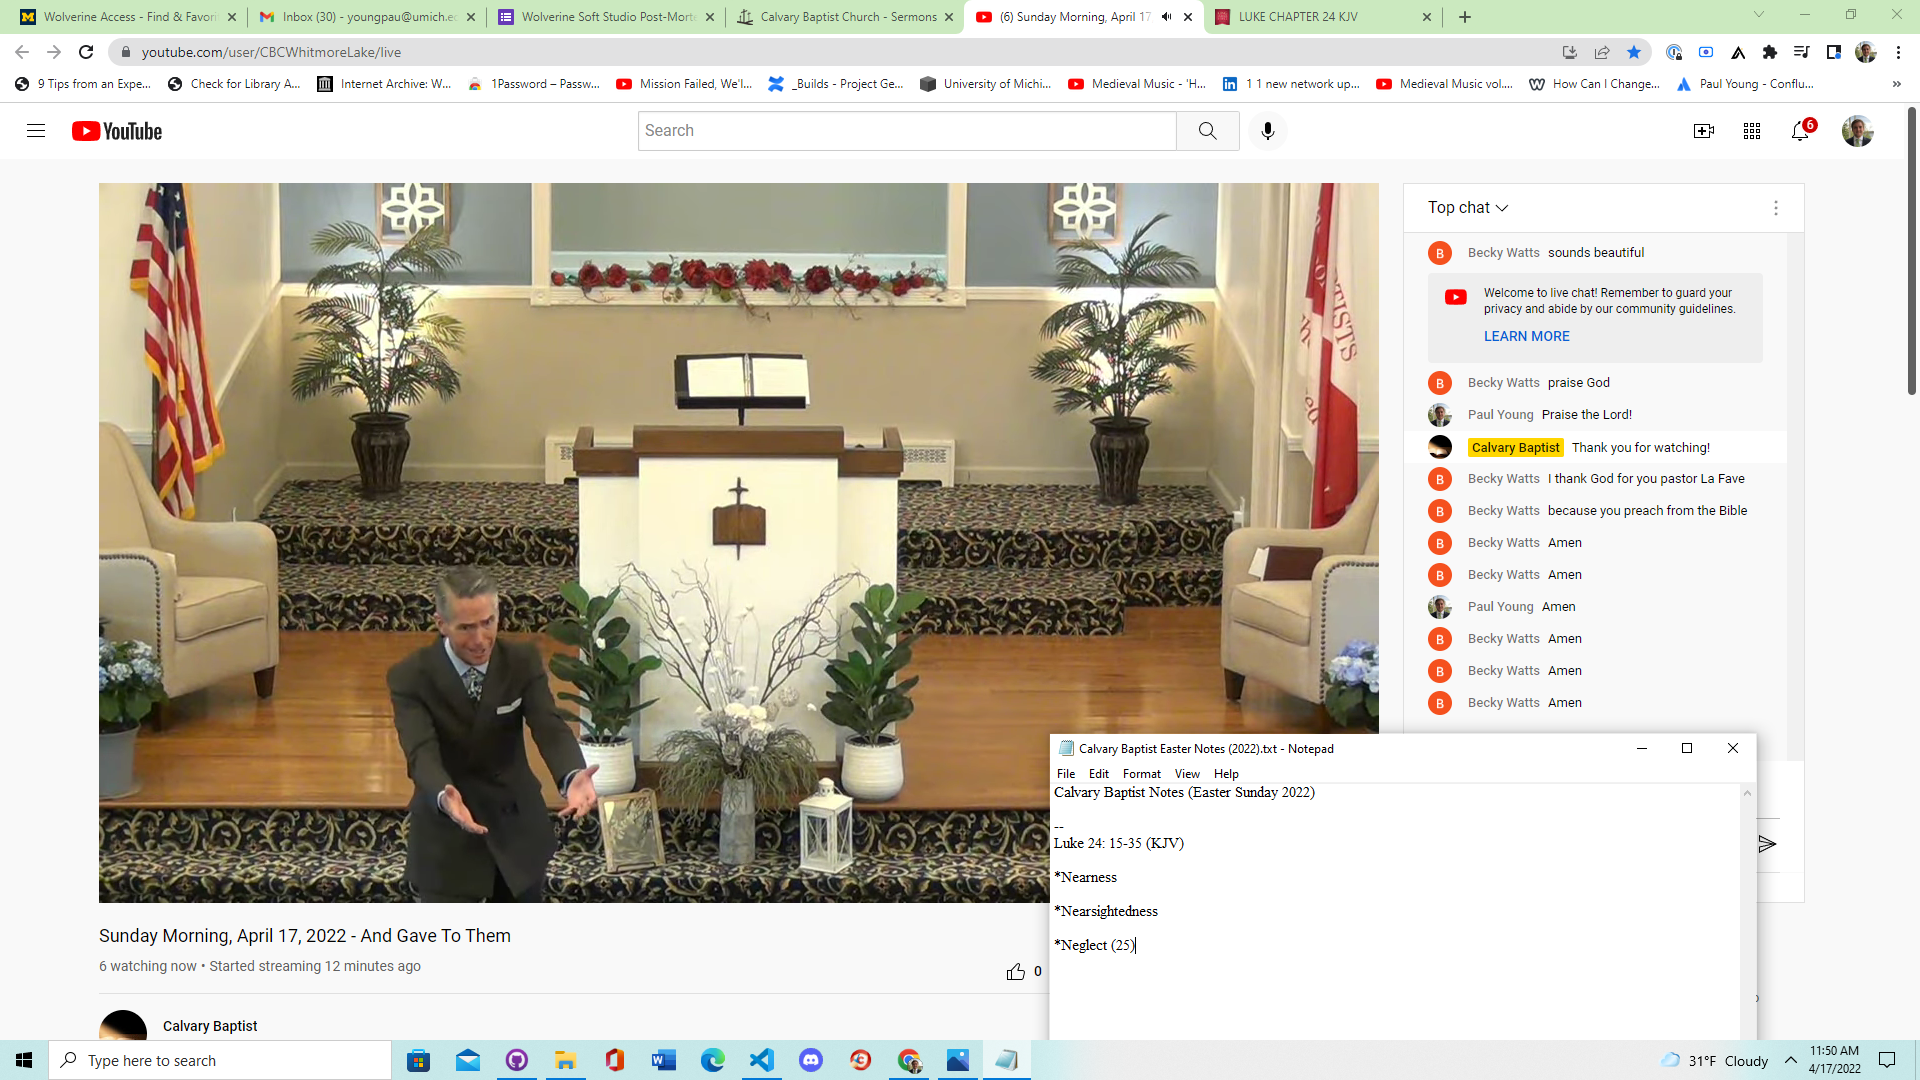 Wolverine Access - Find & Favori
Inbox (30) - youngpau@umich.ed
Wolverine Soft Studio Post-Morte
Calvary Baptist Church - Sermons
(6) Sunday Morning, April 17
LUKE CHAPTER 24 KJV
youtube.com/user/CBCWhitmoreLake/live
9 Tips from an Expe...
Check for Library A...
Internet Archive: W...
1Password – Passw...
Mission Failed, We'l...
_Builds - Project Ge...
University of Michi...
Medieval Music - 'H...
1 1 new network up...
Medieval Music vol....
How Can I Change...
Paul Young - Conflu...
»
YouTube
Search
6
Top chat
Becky Watts sounds beautiful
Welcome to live chat! Remember to guard your
privacy and abide by our community guidelines.
LEARN MORE
Becky Watts praise God
Paul Young Praise the Lord!
Calvary Baptist Thank you for watching!
Becky Watts I thank God for you pastor La Fave
Becky Watts because you preach from the Bible
Becky Watts Amen
Becky Watts Amen
Paul Young Amen
Becky Watts Amen
Becky Watts Amen
Becky Watts Amen
Calvary Baptist Easter Notes (2022).txt - Notepad
File Edit Format View Help
Calvary Baptist Notes (Easter Sunday 2022)
--
Luke 24: 15-35 (KJV)
*Nearness
*Nearsightedness
*Neglect (25)
Sunday Morning, April 17, 2022 - And Gave To Them
6 watching now • Started streaming 12 minutes ago
0
Calvary Baptist
Type here to search
31°F Cloudy
11:50 AM
4/17/2022